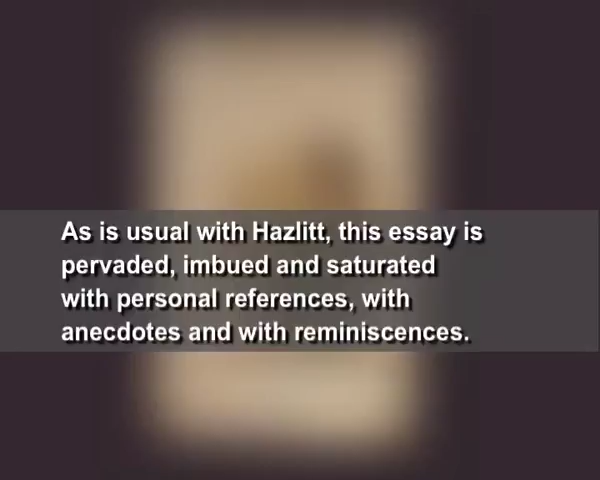 As is usual with Hazlitt, this essay is
pervaded, imbued and saturated
with personal references, with
anecdotes and with reminiscences.